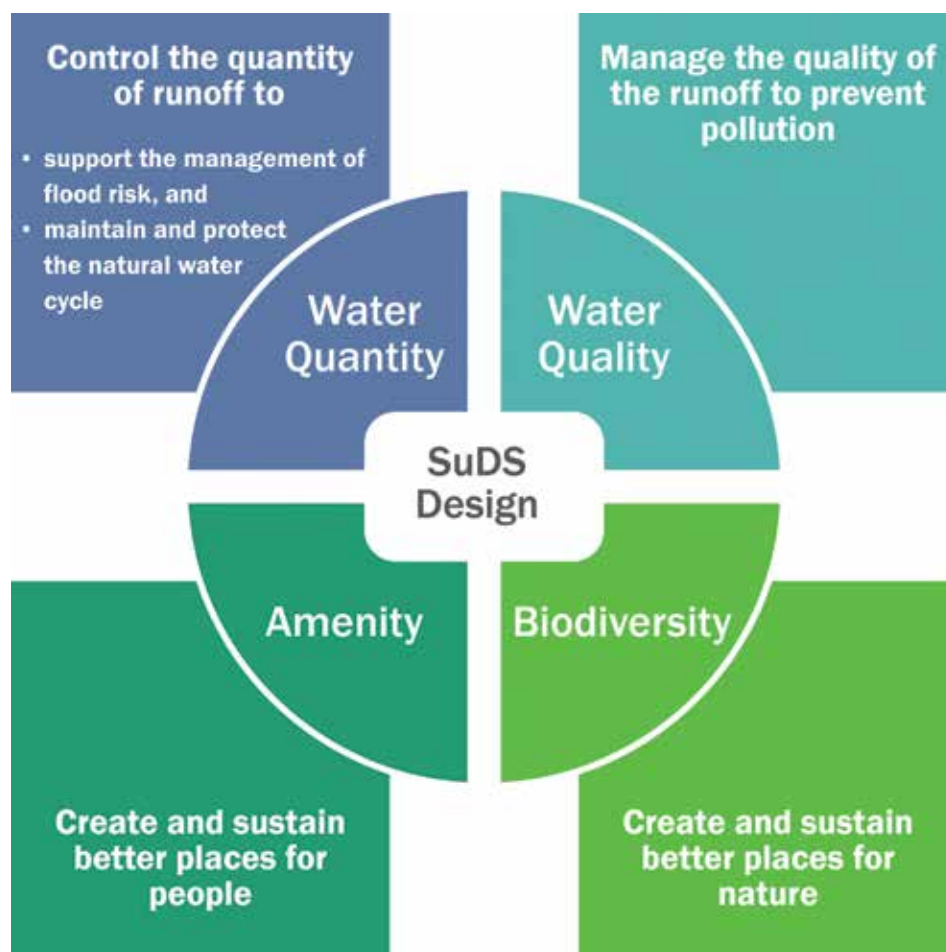 Control the quantity
of runoff to
• support the management of
flood risk, and
• maintain and protect
the natural water
cycle
Manage the quality of
the runoff to prevent
pollution
Water
Quantity
Water
Quality
SuDS
Design
Amenity
Biodiversity
Create and sustain
better places for
people
Create and sustain
better places for
nature